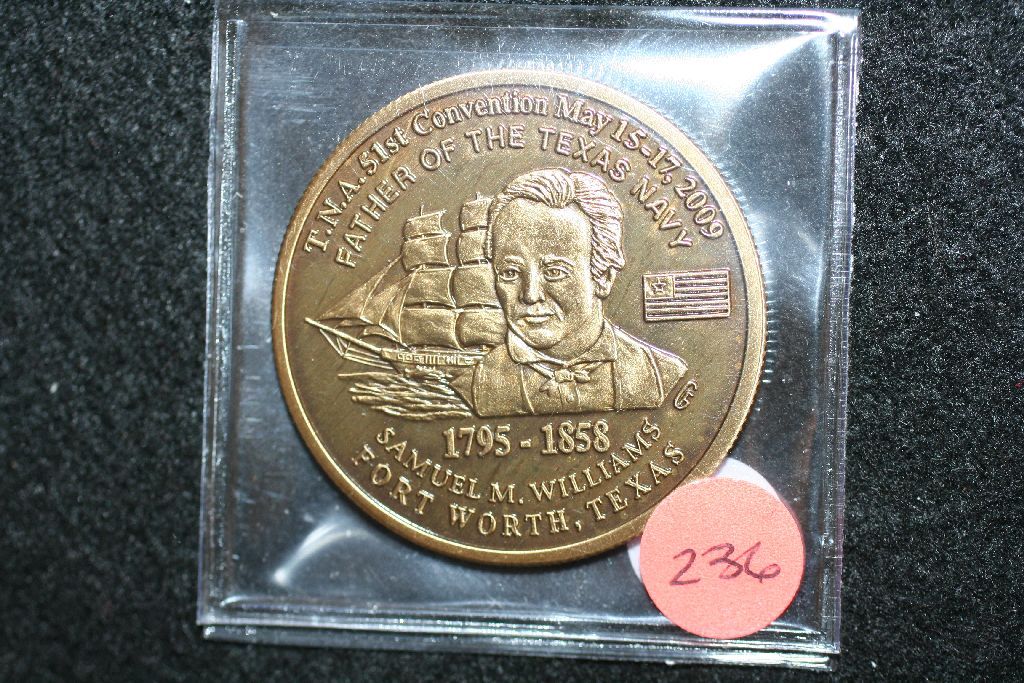 T.N.A. 51st Convention May 15-17, 2009
FATHER OF THE TEXAS NAVY
1795 - 1858
SAMUEL M. WILLIAMS
FORT WORTH, TEXAS
236